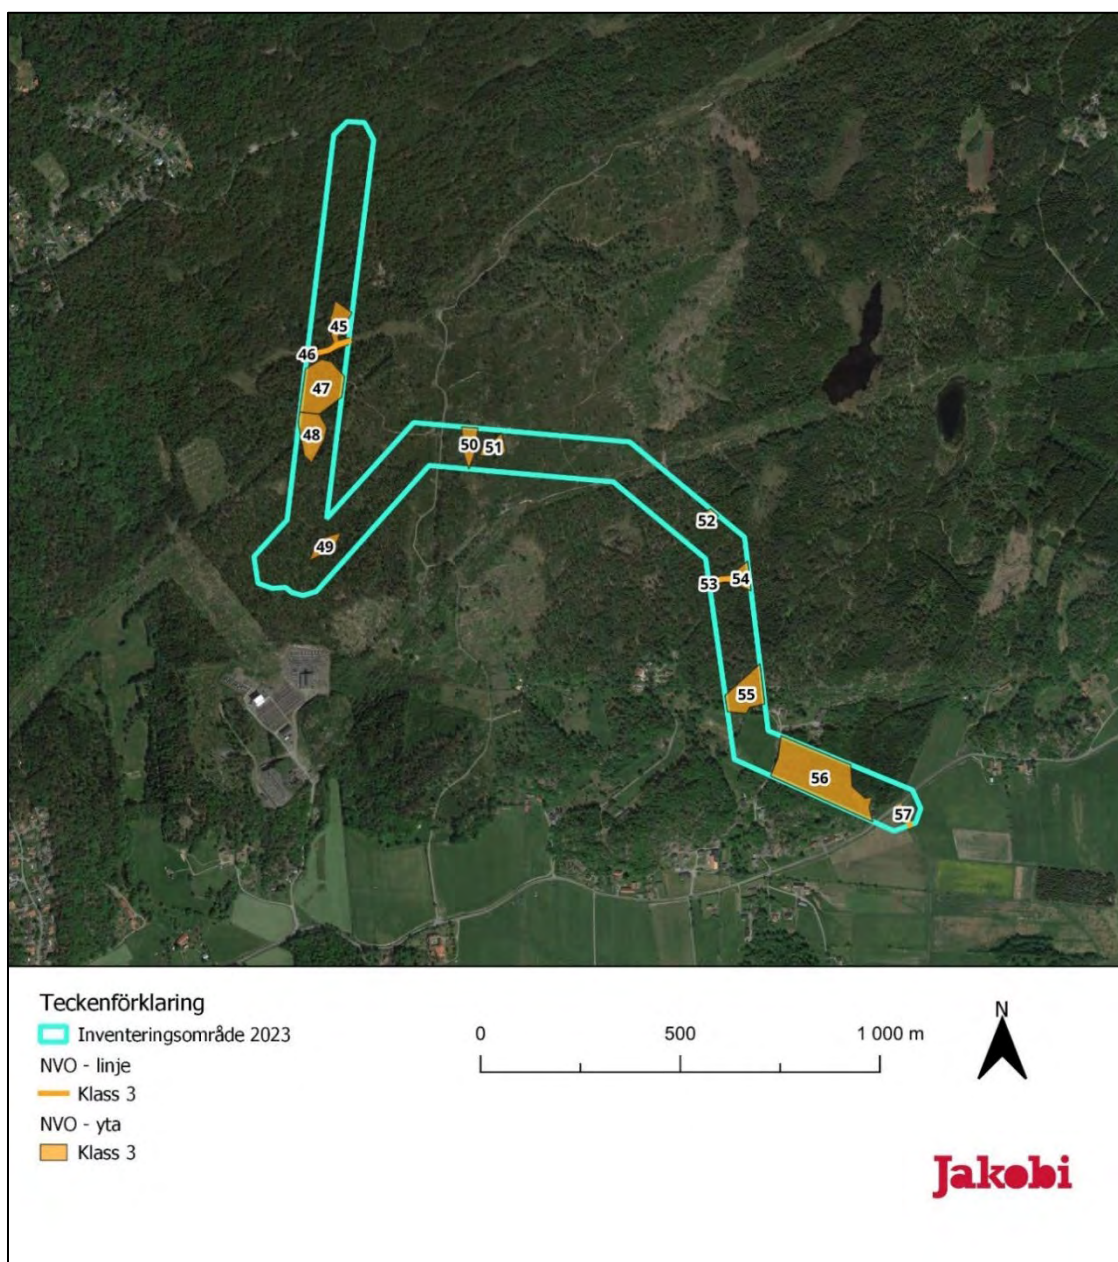 45
46
47
48
50
51
49
52
53
54
55
56
57
Teckenförklaring
Inventeringsområde 2023
NVO - linje
Klass 3
NVO - yta
Klass 3
0 500 1 000 m
N
Jakobi